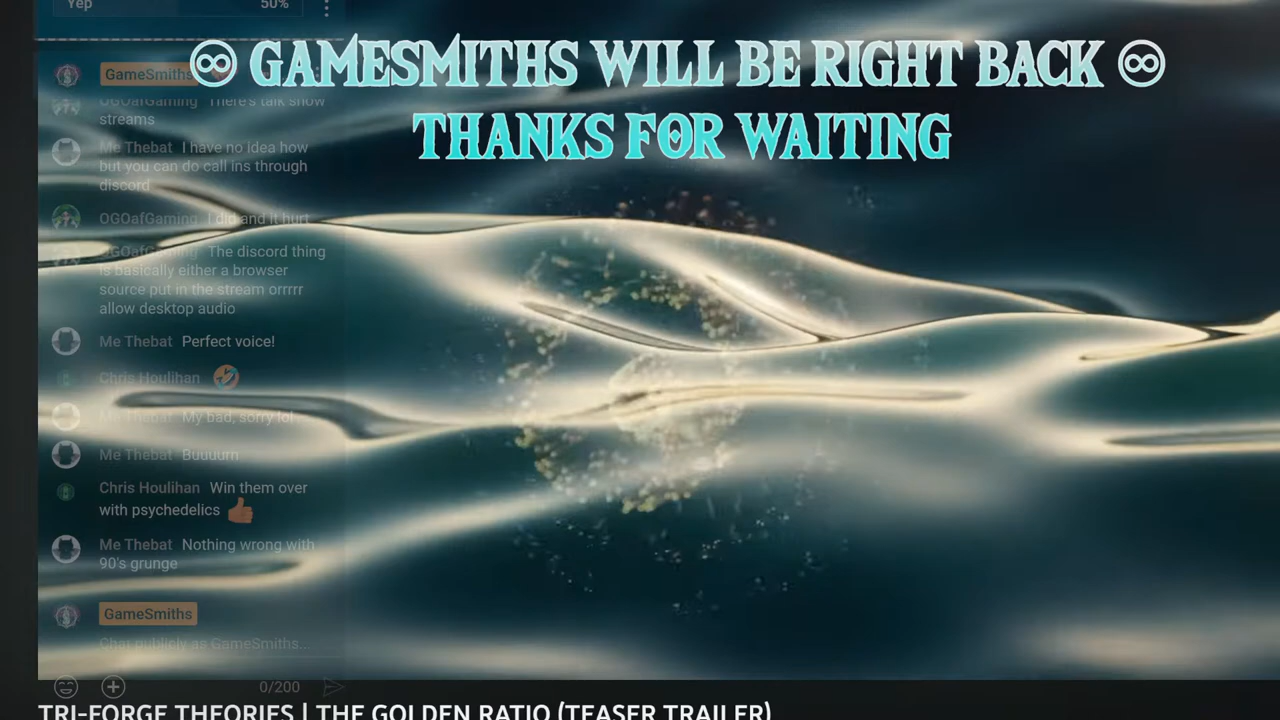 Yep 50%
♾ GAMESMITHS WILL BE RIGHT BACK ♾
THANKS FOR WAITING
GameSmiths
OGOafGaming There's talk show
streams
Me Thebat I have no idea how
but you can do call ins through
discord
OGOafGaming I did and it hurt
OGOafGaming The discord thing
is basically either a browser
source put in the stream orrrrr
allow desktop audio
Me Thebat Perfect voice!
Chris Houlihan 🤣
Me Thebat My bad, sorry lol
Me Thebat Buuuurn
Chris Houlihan Win them over
with psychedelics 👍
Me Thebat Nothing wrong with
90's grunge
GameSmiths
Chat publicly as GameSmiths...
0/200
TRI-FORGE THEORIES | THE GOLDEN RATIO (TEASER TRAILER)